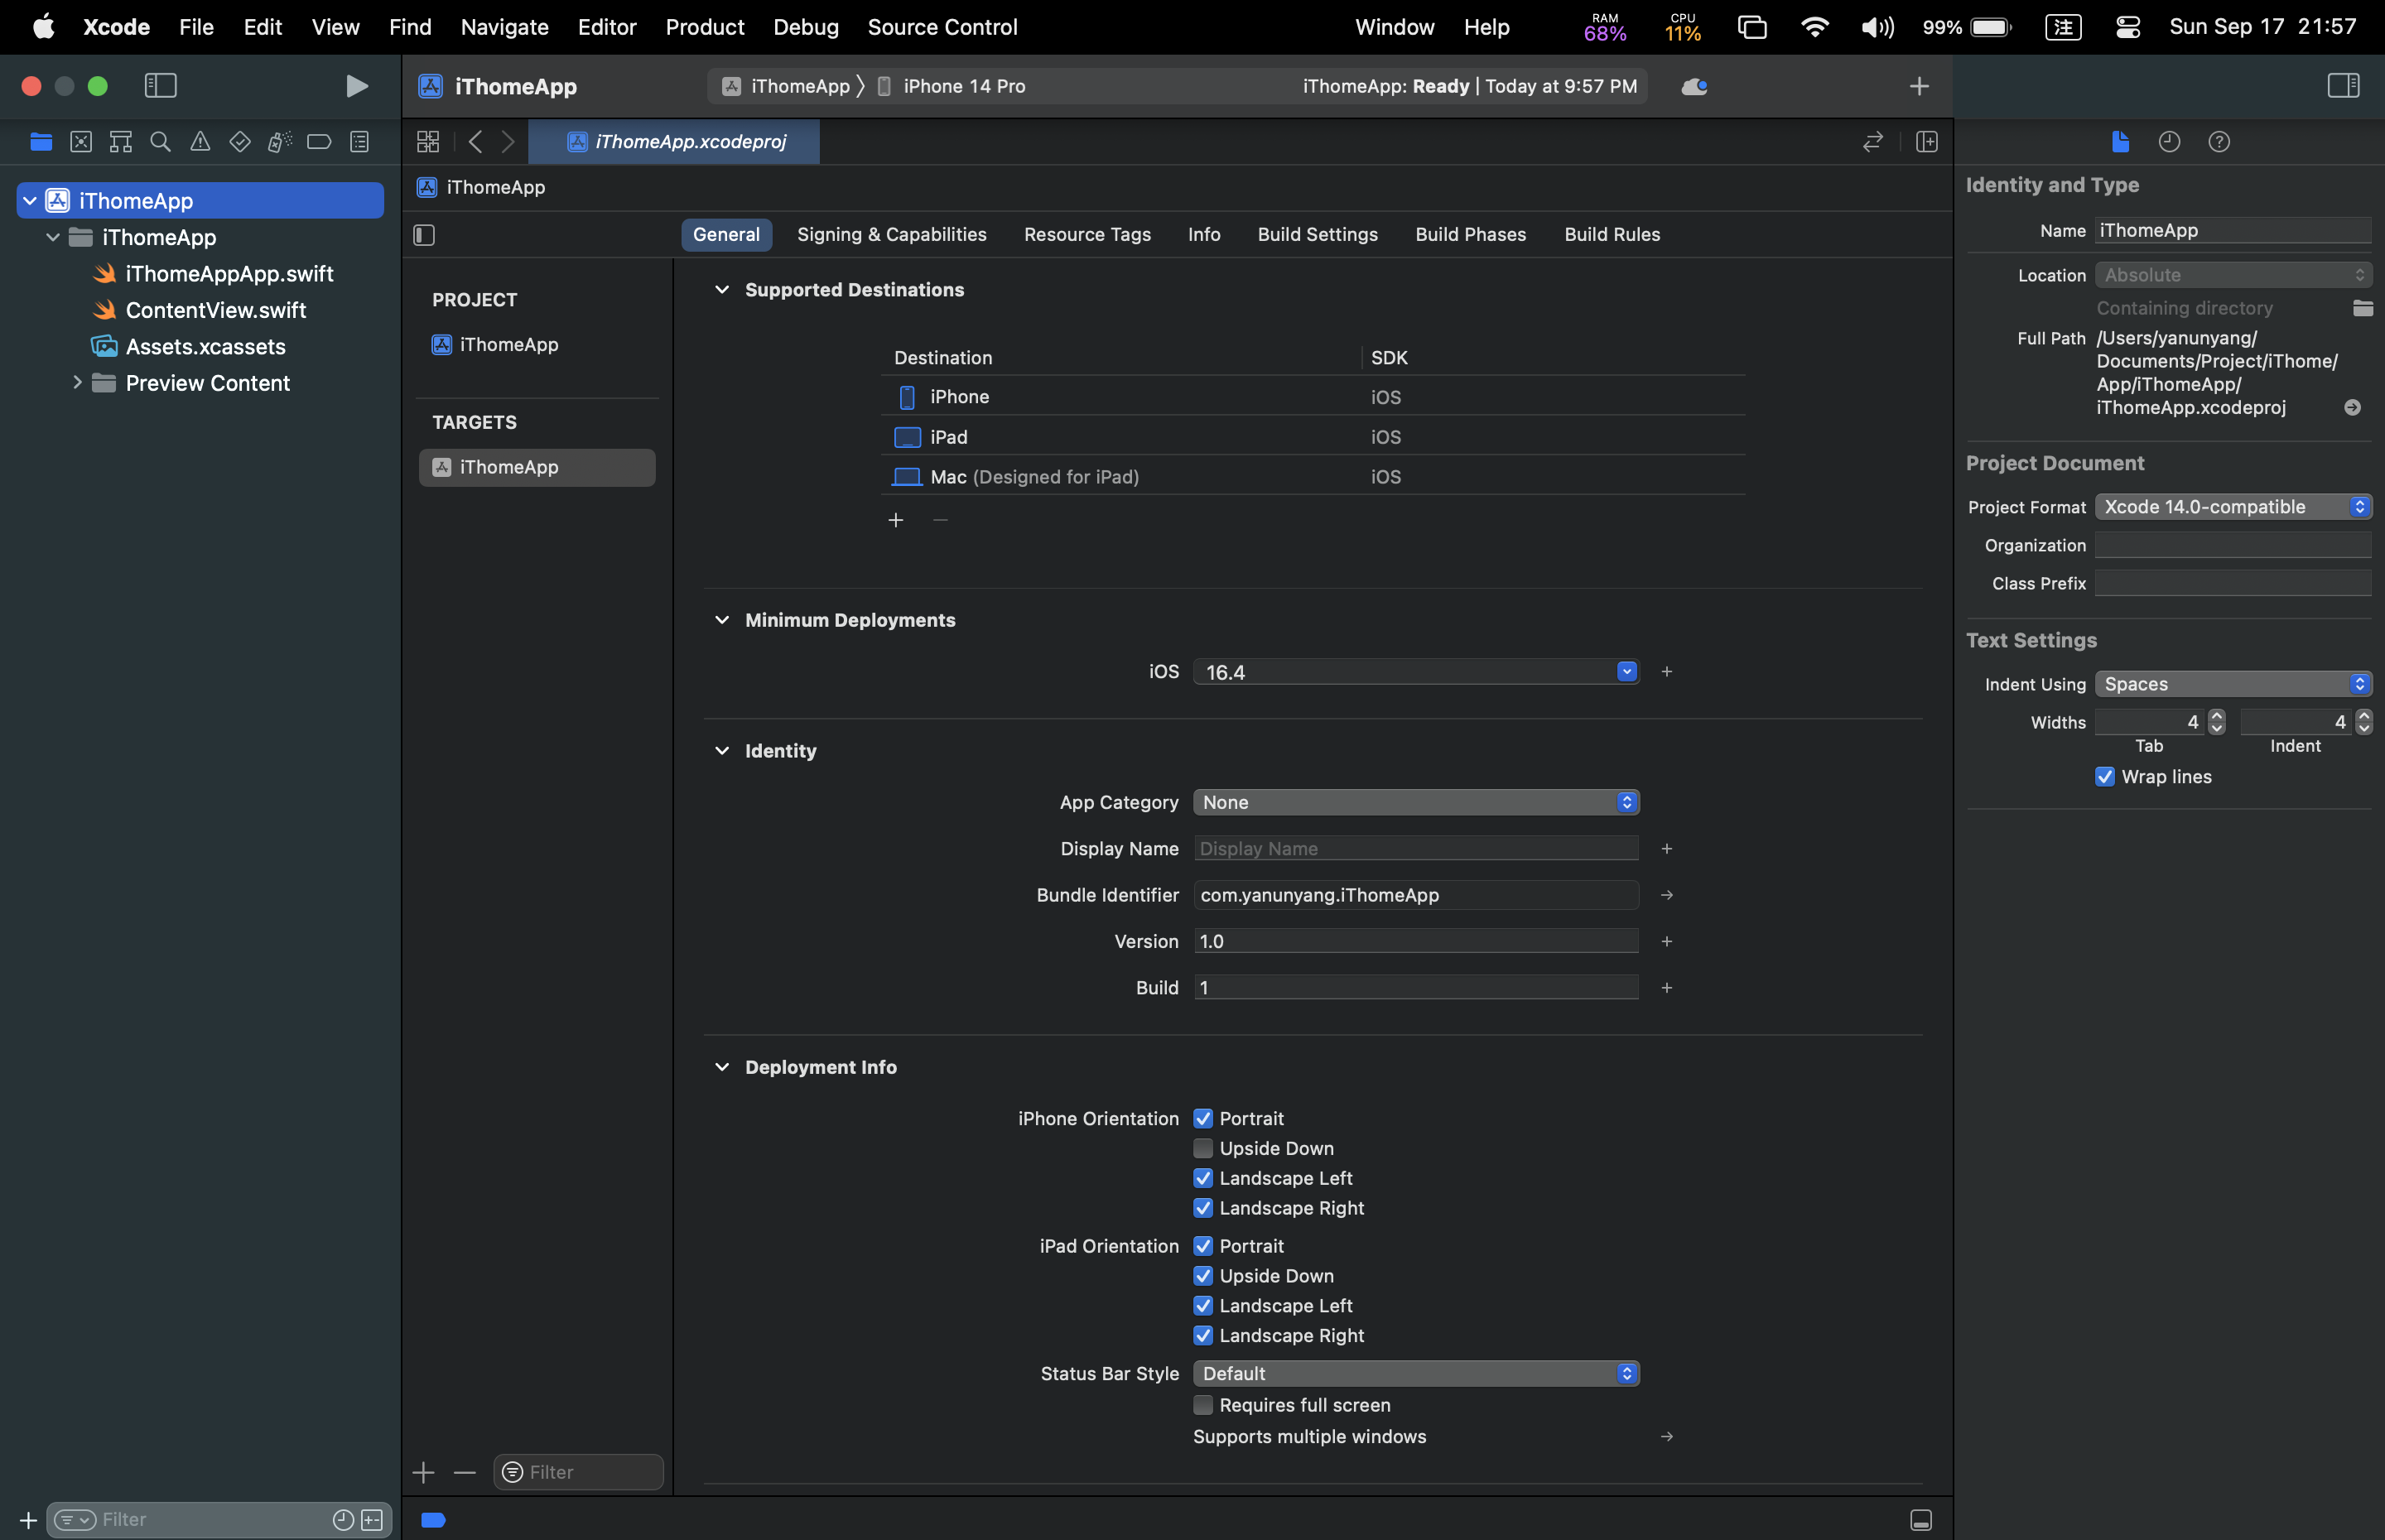 Xcode File Edit View Find Navigate Editor Product Debug Source Control Window Help RAM 68% CPU 11% 99% 注 Sun Sep 17 21:57
iThomeApp iThomeApp iPhone 14 Pro iThomeApp: Ready | Today at 9:57 PM
iThomeApp.xcodeproj
iThomeApp
iThomeApp
iThomeAppApp.swift
ContentView.swift
Assets.xcassets
Preview Content
Filter
iThomeApp
General Signing & Capabilities Resource Tags Info Build Settings Build Phases Build Rules
PROJECT
iThomeApp
TARGETS
iThomeApp
Filter
Supported Destinations
Destination SDK
iPhone iOS
iPad iOS
Mac (Designed for iPad) iOS
Minimum Deployments
iOS 16.4
Identity
App Category None
Display Name Display Name
Bundle Identifier com.yanunyang.iThomeApp
Version 1.0
Build 1
Deployment Info
iPhone Orientation Portrait
Upside Down
Landscape Left
Landscape Right
iPad Orientation Portrait
Upside Down
Landscape Left
Landscape Right
Status Bar Style Default
Requires full screen
Supports multiple windows
Identity and Type
Name iThomeApp
Location Absolute
Containing directory
Full Path /Users/yanunyang/
Documents/Project/iThome/
App/iThomeApp/
iThomeApp.xcodeproj
Project Document
Project Format Xcode 14.0-compatible
Organization
Class Prefix
Text Settings
Indent Using Spaces
Widths 4 4
Tab Indent
Wrap lines